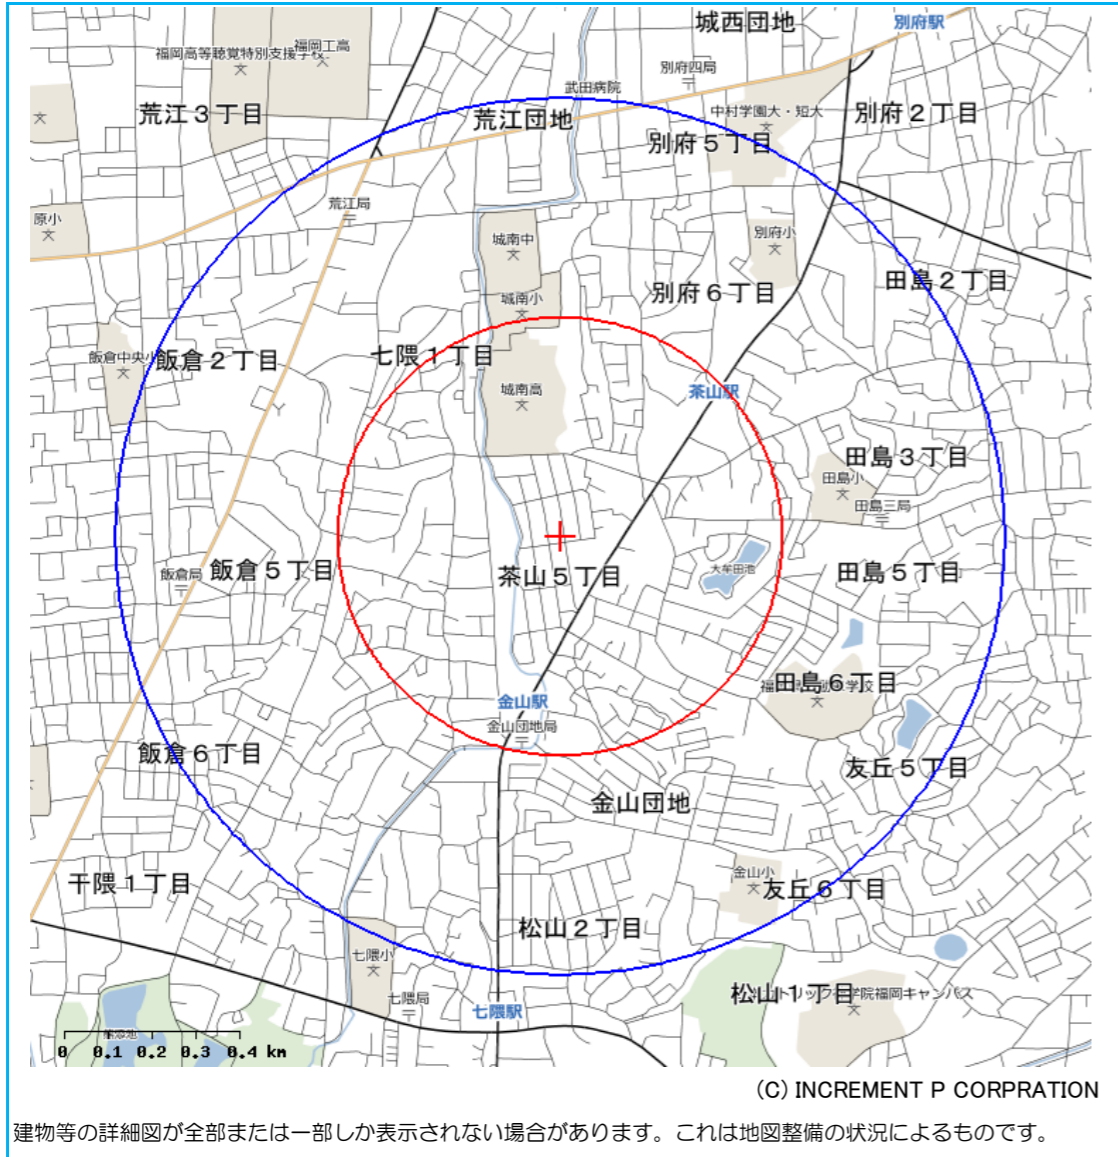 城西団地
別府駅
福岡工高
福岡高等聴覚特別支援学校
別府四局
武田病院
荒江3丁目
荒江団地
中村学園大・短大
別府2丁目
別府5丁目
荒江局
原小
城南中
別府小
田島2丁目
別府6丁目
城南小
飯倉中央小
飯倉2丁目
七隈1丁目
城南高
茶山駅
田島3丁目
田島小
田島三局
飯倉局
飯倉5丁目
茶山5丁目
大牟田池
田島5丁目
田島6丁目
金山駅
金山団地局
飯倉6丁目
友丘5丁目
金山団地
干隈1丁目
金山小
友丘6丁目
松山2丁目
七隈小
七隈局
七隈駅
松山1丁目
学院福岡キャンパス
0 0.1 0.2 0.3 0.4 km
(C) INCREMENT P CORPRATION
建物等の詳細図が全部または一部しか表示されない場合があります。これは地図整備の状況によるものです。